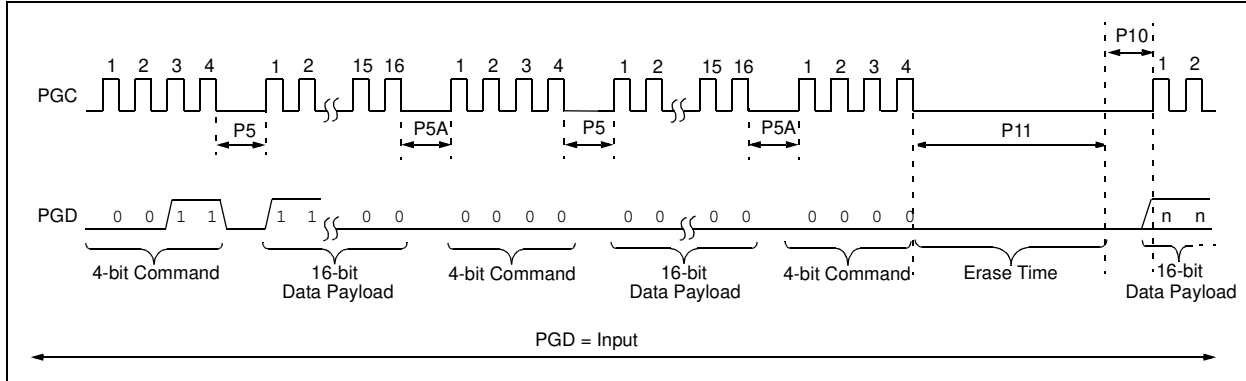 P10
1 2 3 4 1 2 15 16 1 2 3 4 1 2 15 16 1 2 3 4 1 2
PGC
P5 P5A P5 P5A P11
PGD 0 0 1 1 1 1 0 0 0 0 0 0 0 0 0 0 0 0 0 0 n n
4-bit Command 16-bit Data Payload 4-bit Command 16-bit Data Payload 4-bit Command Erase Time 16-bit Data Payload
PGD = Input